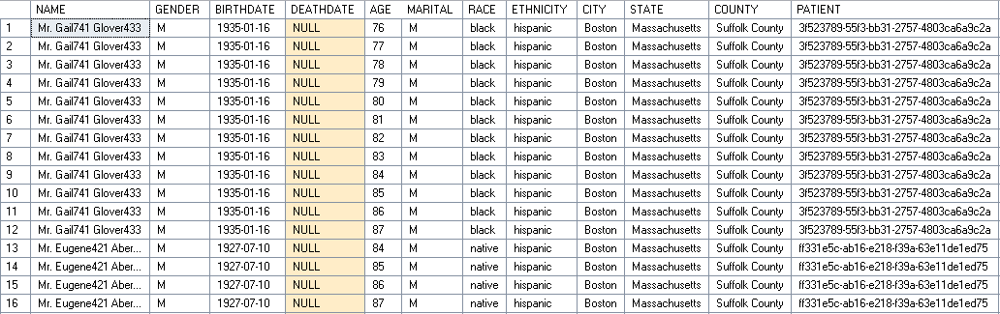 NAME GENDER BIRTHDATE DEATHDATE AGE MARITAL RACE ETHNICITY CITY STATE COUNTY PATIENT
1 Mr. Gail741 Glover433 M 1935-01-16 NULL 76 M black hispanic Boston Massachusetts Suffolk County 3f523789-55f3-bb31-2757-4803ca6a9c2a
2 Mr. Gail741 Glover433 M 1935-01-16 NULL 77 M black hispanic Boston Massachusetts Suffolk County 3f523789-55f3-bb31-2757-4803ca6a9c2a
3 Mr. Gail741 Glover433 M 1935-01-16 NULL 78 M black hispanic Boston Massachusetts Suffolk County 3f523789-55f3-bb31-2757-4803ca6a9c2a
4 Mr. Gail741 Glover433 M 1935-01-16 NULL 79 M black hispanic Boston Massachusetts Suffolk County 3f523789-55f3-bb31-2757-4803ca6a9c2a
5 Mr. Gail741 Glover433 M 1935-01-16 NULL 80 M black hispanic Boston Massachusetts Suffolk County 3f523789-55f3-bb31-2757-4803ca6a9c2a
6 Mr. Gail741 Glover433 M 1935-01-16 NULL 81 M black hispanic Boston Massachusetts Suffolk County 3f523789-55f3-bb31-2757-4803ca6a9c2a
7 Mr. Gail741 Glover433 M 1935-01-16 NULL 82 M black hispanic Boston Massachusetts Suffolk County 3f523789-55f3-bb31-2757-4803ca6a9c2a
8 Mr. Gail741 Glover433 M 1935-01-16 NULL 83 M black hispanic Boston Massachusetts Suffolk County 3f523789-55f3-bb31-2757-4803ca6a9c2a
9 Mr. Gail741 Glover433 M 1935-01-16 NULL 84 M black hispanic Boston Massachusetts Suffolk County 3f523789-55f3-bb31-2757-4803ca6a9c2a
10 Mr. Gail741 Glover433 M 1935-01-16 NULL 85 M black hispanic Boston Massachusetts Suffolk County 3f523789-55f3-bb31-2757-4803ca6a9c2a
11 Mr. Gail741 Glover433 M 1935-01-16 NULL 86 M black hispanic Boston Massachusetts Suffolk County 3f523789-55f3-bb31-2757-4803ca6a9c2a
12 Mr. Gail741 Glover433 M 1935-01-16 NULL 87 M black hispanic Boston Massachusetts Suffolk County 3f523789-55f3-bb31-2757-4803ca6a9c2a
13 Mr. Eugene421 Aber... M 1927-07-10 NULL 84 M native hispanic Boston Massachusetts Suffolk County ff331e5c-ab16-e218-f39a-63e11de1ed75
14 Mr. Eugene421 Aber... M 1927-07-10 NULL 85 M native hispanic Boston Massachusetts Suffolk County ff331e5c-ab16-e218-f39a-63e11de1ed75
15 Mr. Eugene421 Aber... M 1927-07-10 NULL 86 M native hispanic Boston Massachusetts Suffolk County ff331e5c-ab16-e218-f39a-63e11de1ed75
16 Mr. Eugene421 Aber... M 1927-07-10 NULL 87 M native hispanic Boston Massachusetts Suffolk County ff331e5c-ab16-e218-f39a-63e11de1ed75